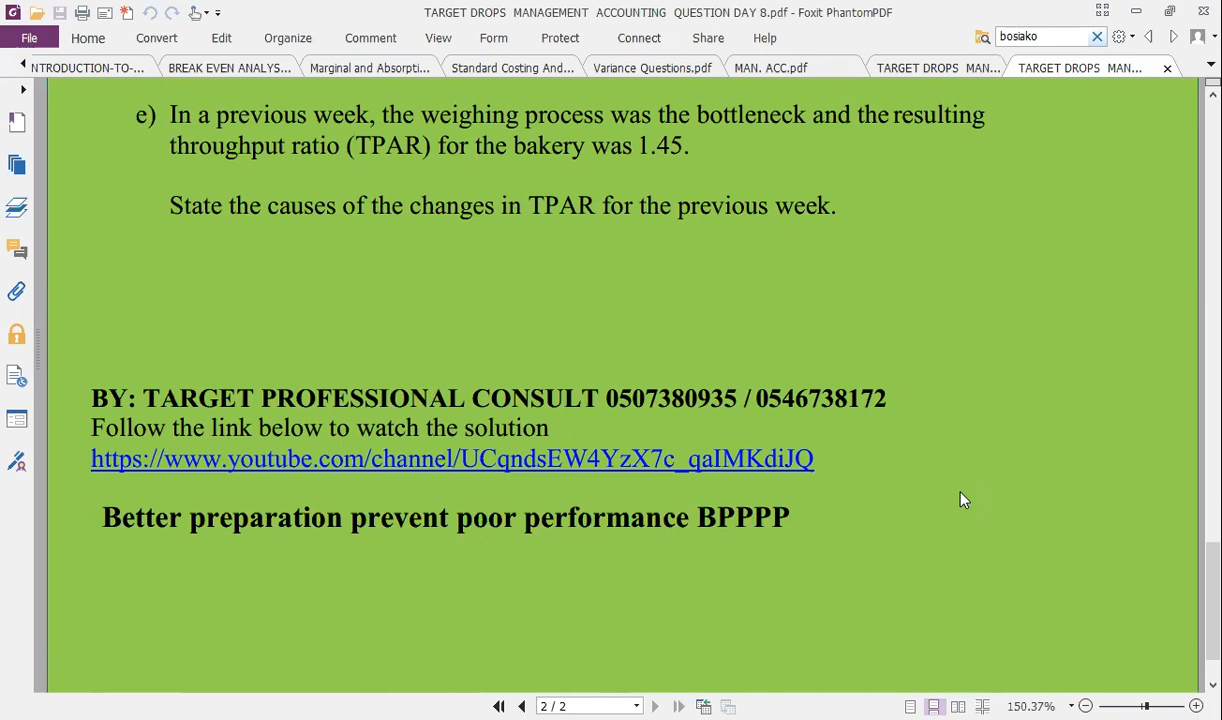 TARGET DROPS MANAGEMENT ACCOUNTING QUESTION DAY 8.pdf - Foxit PhantomPDF
File Home Convert Edit Organize Comment View Form Protect Connect Share Help bosiako
NTRODUCTION-TO-... BREAK EVEN ANALYS... Marginal and Absorpti... Standard Costing And... Variance Questions.pdf MAN. ACC.pdf TARGET DROPS MAN... TARGET DROPS MAN...
e) In a previous week, the weighing process was the bottleneck and the resulting
throughput ratio (TPAR) for the bakery was 1.45.
State the causes of the changes in TPAR for the previous week.
BY: TARGET PROFESSIONAL CONSULT 0507380935 / 0546738172
Follow the link below to watch the solution
https://www.youtube.com/channel/UCqndsEW4YzX7c_qaIMKdiJQ
Better preparation prevent poor performance BPPPP
2 / 2 150.37%